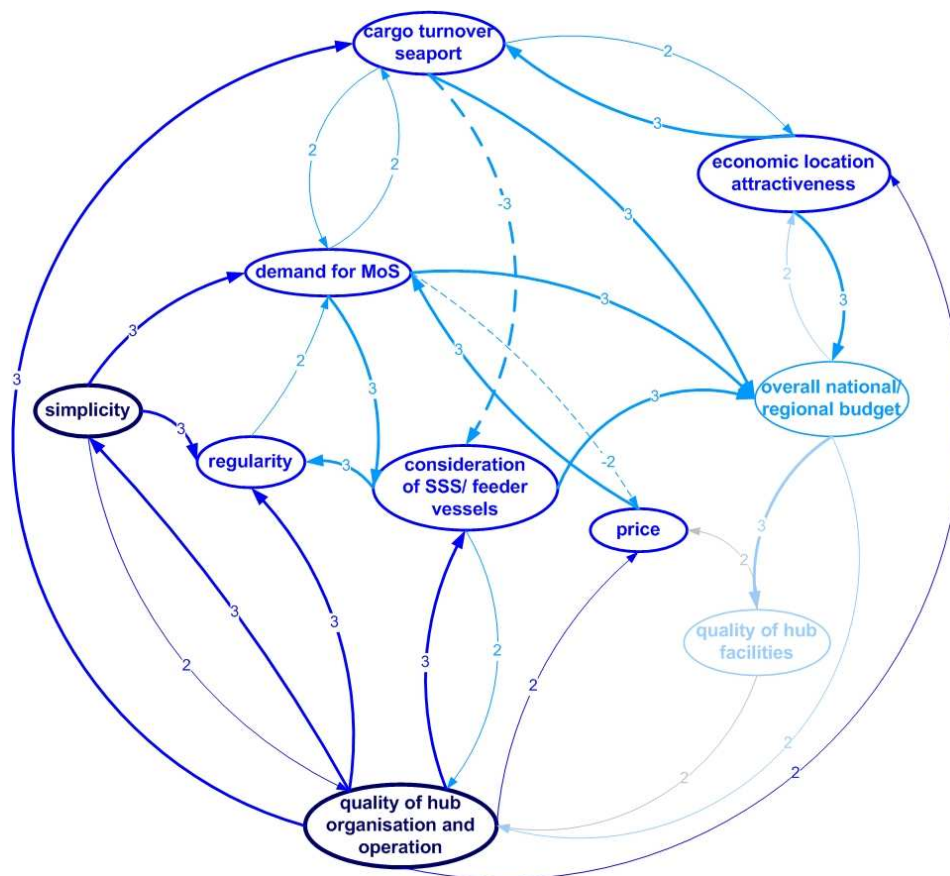 cargo turnover
seaport
2
3
economic location
attractiveness
2
2
-3
3
demand for MoS
2
3
3
3
2
3
3
3
overall national/
regional budget
3
simplicity
3
regularity
3
consideration
of SSS/ feeder
vessels
-2
price
3
2
quality of hub
facilities
3
3
3
2
2
2
2
2
2
quality of hub
organisation and
operation